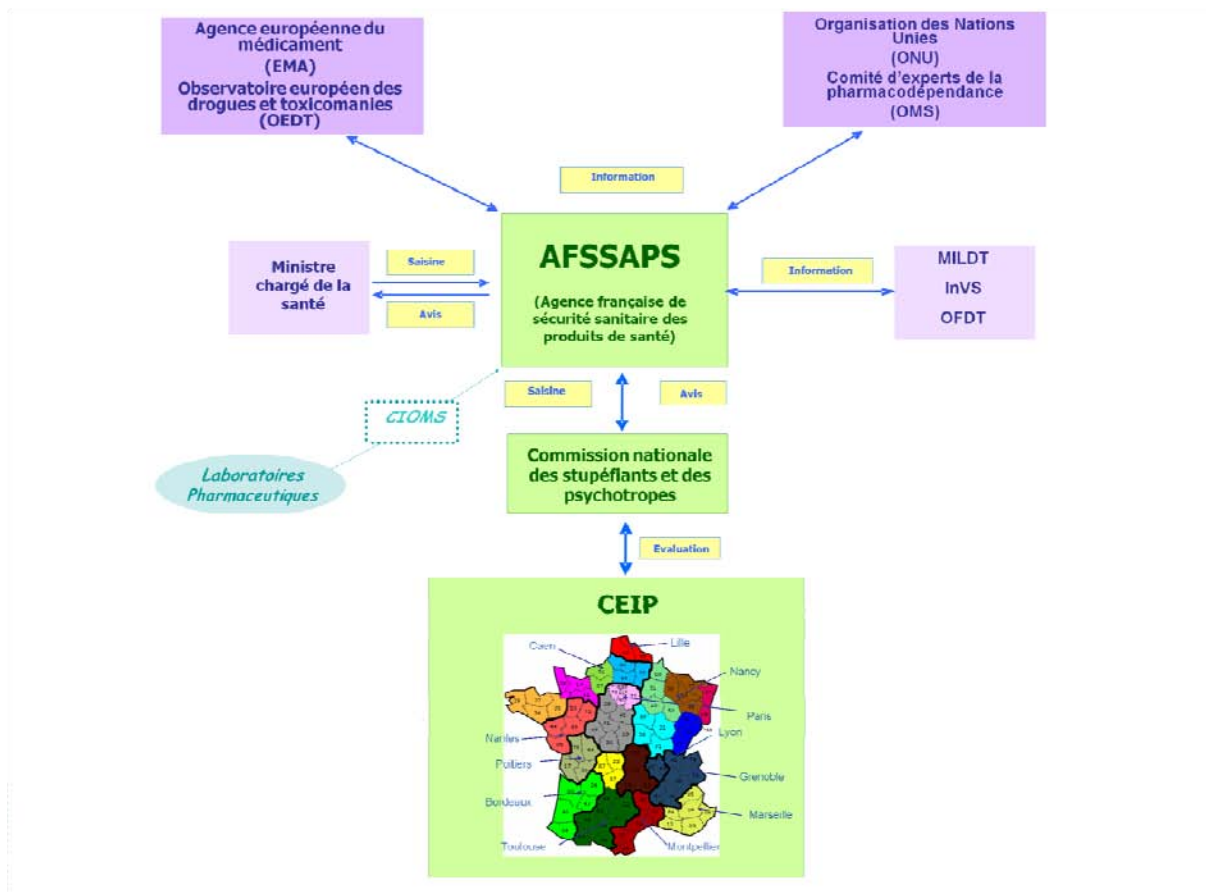 Agence européenne du
médicament
(EMA)
Observatoire européen des
drogues et toxicomanies
(OEDT)
Organisation des Nations
Unies
(ONU)
Comité d'experts de la
pharmacodépendance
(OMS)
Information
Ministre
chargé de la
santé
Saisine
Avis
AFSSAPS
(Agence française de
sécurité sanitaire des
produits de santé)
Information
MILDT
InVS
OFDT
CIOMS
Laboratoires
Pharmaceutiques
Saisine
Avis
Commission nationale
des stupéfiants et des
psychotropes
Evaluation
CEIP
Caen
Lille
Nancy
Paris
Nantes
Lyon
Poitiers
Grenoble
Bordeaux
Marseille
Toulouse
Montpellier